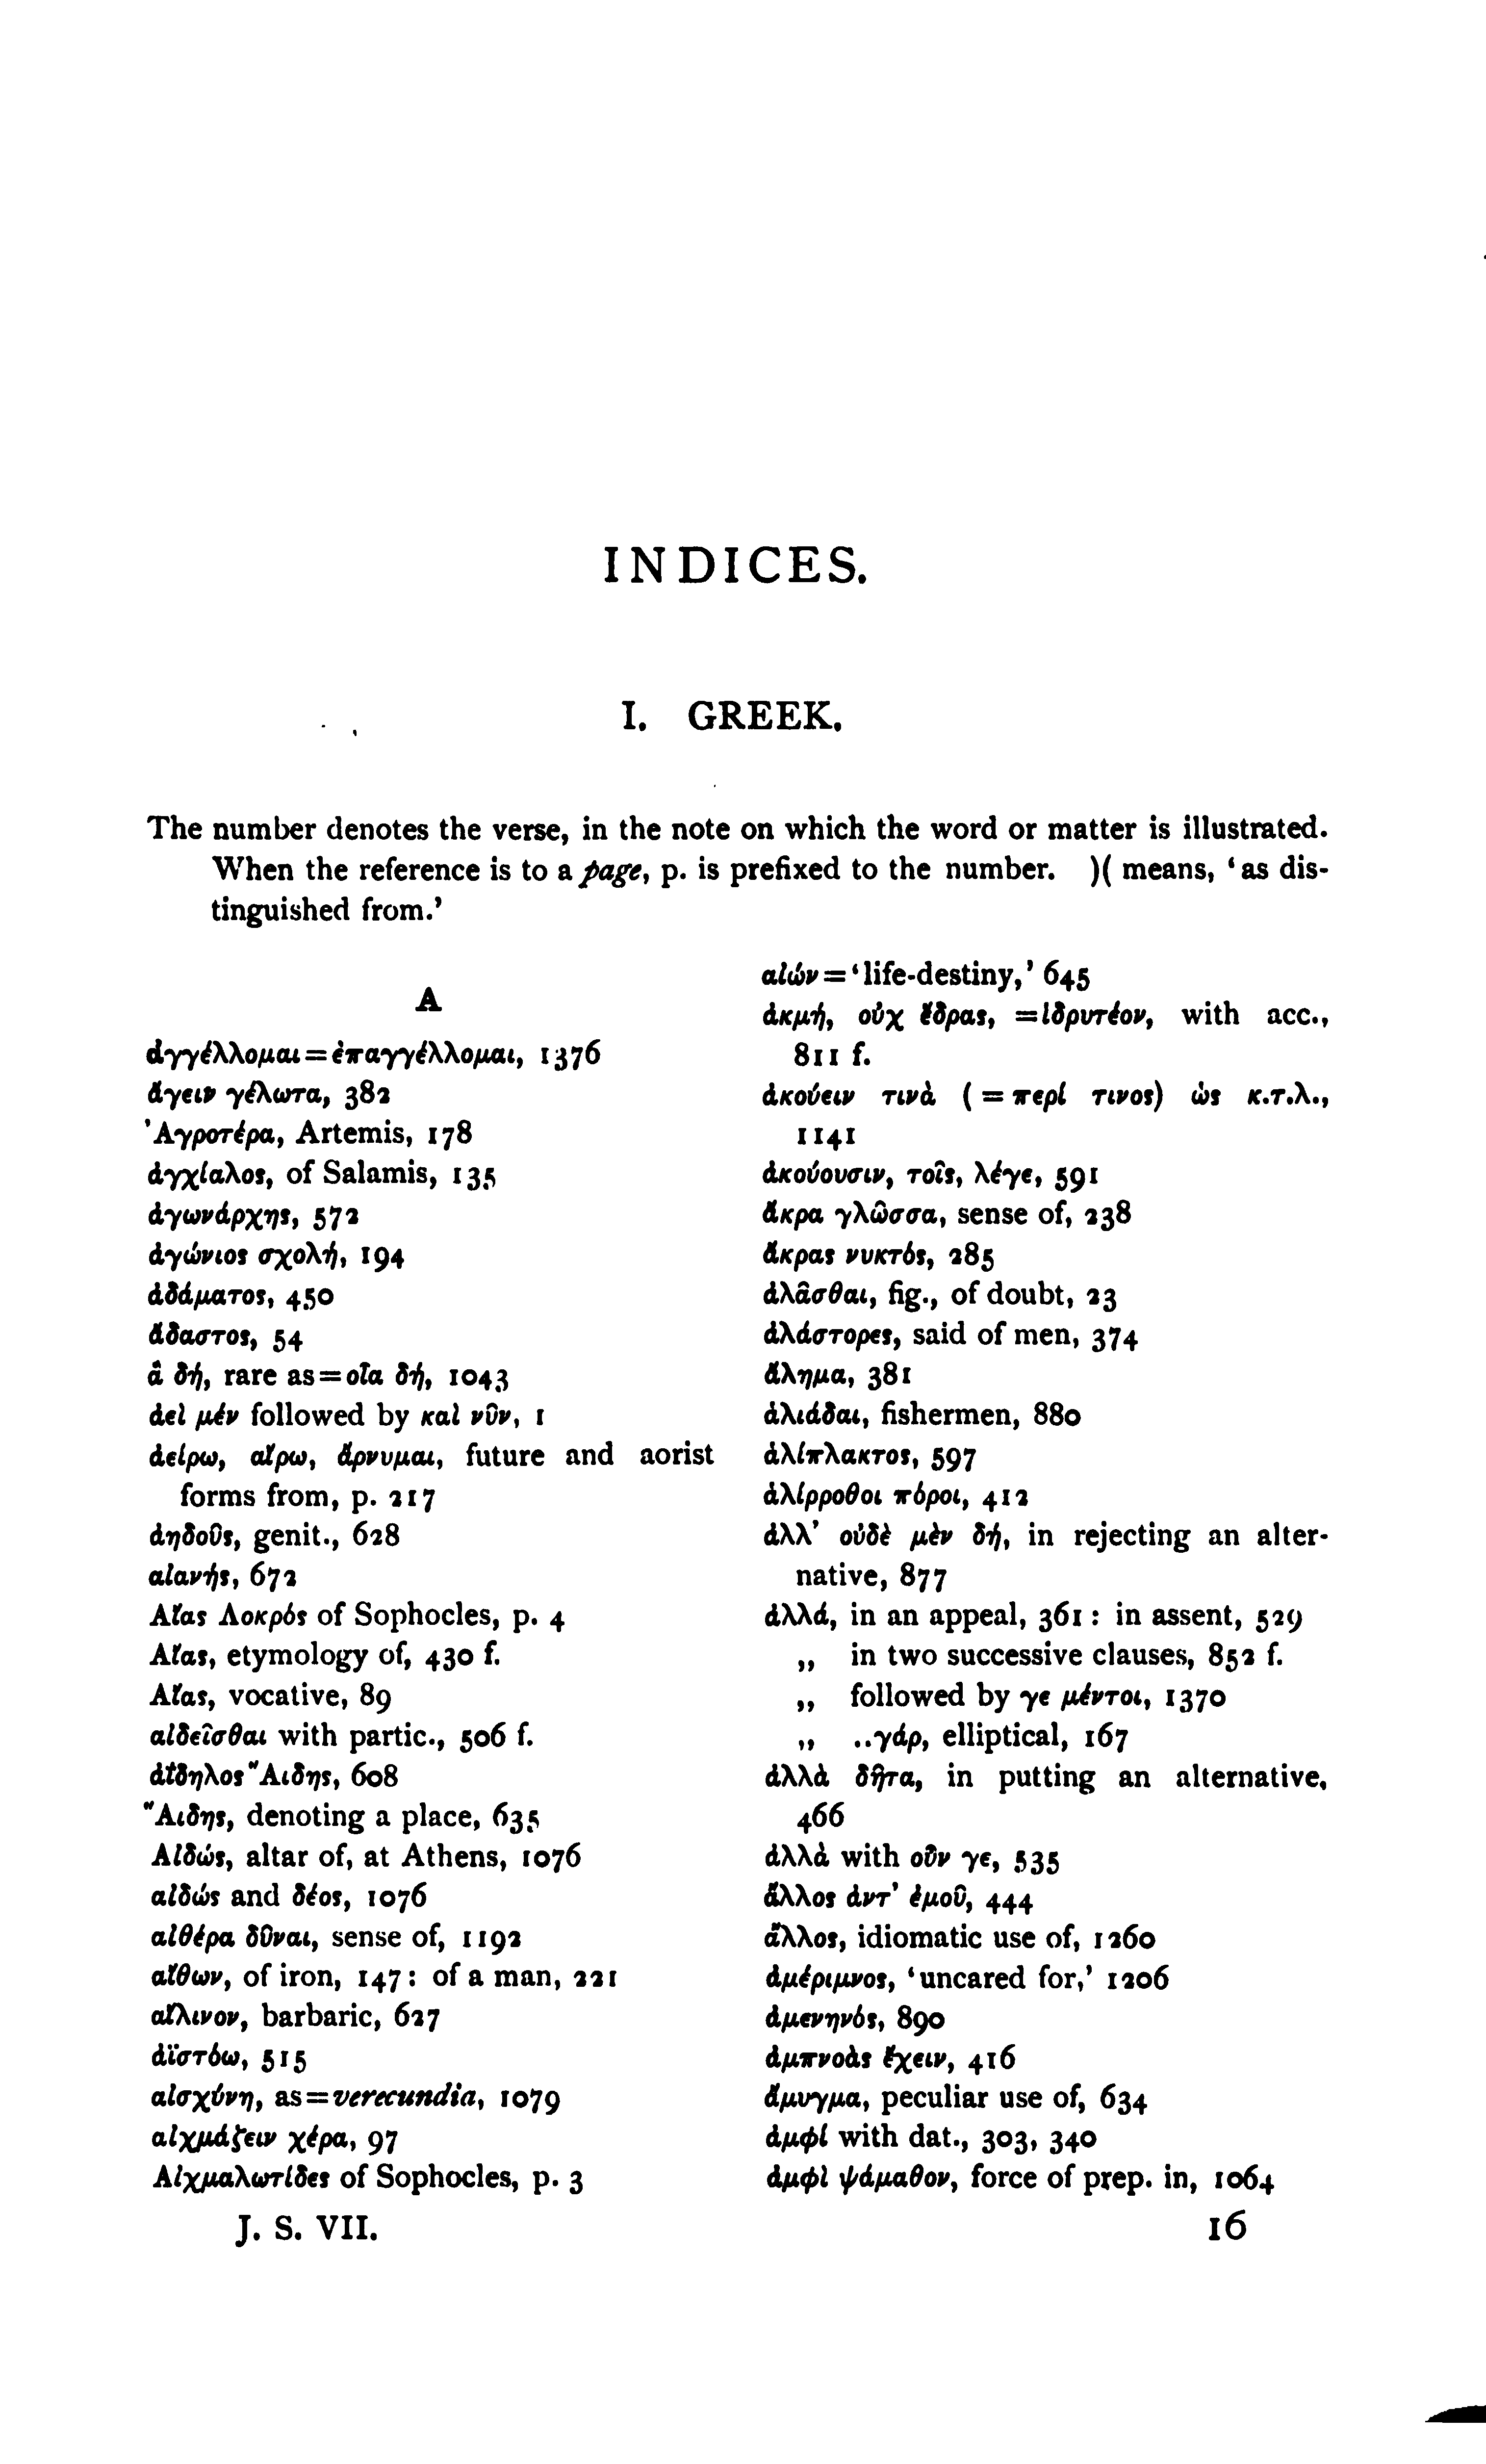 INDICES.
I. GREEK.
The number denotes the verse, in the note on which the word or matter is illustrated.
When the reference is to a page, p. is prefixed to the number. )( means, ‘as dis-
tinguished from.’
A
ἀγγέλλομαι=ἐπαγγέλλομαι, 1376
ἄγειν γέλωτα, 382
Ἀγροτέρα, Artemis, 178
ἀγχίαλος, of Salamis, 135
ἀγωνάρχης, 572
ἀγώνιος σχολή, 194
ἀδάματος, 450
ἄδαστος, 54
ἃ δή, rare as=οἷα δή, 1043
ἀεὶ μέν followed by καὶ νῦν, 1
ἀείρω, αἴρω, ἄρνυμαι, future and aorist
forms from, p. 217
ἀηδοῦς, genit., 628
αἰανής, 672
Αἴας Λοκρός of Sophocles, p. 4
Αἴας, etymology of, 430 f.
Αἴας, vocative, 89
αἰδεῖσθαι with partic., 506 f.
ἀΐδηλος Ἅιδης, 608
Ἅιδης, denoting a place, 635
Αἰδώς, altar of, at Athens, 1076
αἰδώς and δέος, 1076
αἰθέρα δῦναι, sense of, 1192
αἴθων, of iron, 147: of a man, 221
αἴλινον, barbaric, 627
ἀϊστόω, 515
αἰσχύνη, as=verecundia, 1079
αἰχμάζειν χέρα, 97
Αἰχμαλωτίδες of Sophocles, p. 3
αἰών=‘life-destiny,’ 645
ἀκμή, οὐχ ἕδρας, =ἱδρυτέον, with acc.,
811 f.
ἀκούειν τινὰ (=περί τινος) ὡς κ.τ.λ.,
1141
ἀκούουσιν, τοῖς, λέγε, 591
ἄκρα γλῶσσα, sense of, 238
ἄκρας νυκτός, 285
ἀλᾶσθαι, fig., of doubt, 23
ἀλάστορες, said of men, 374
ἄλημα, 381
ἁλιάδαι, fishermen, 880
ἁλίπλακτος, 597
ἁλίρροθοι πόροι, 412
ἀλλ’ οὐδὲ μὲν δή, in rejecting an alter-
native, 877
ἀλλά, in an appeal, 361: in assent, 529
„ in two successive clauses, 852 f.
„ followed by γε μέντοι, 1370
„ ..γάρ, elliptical, 167
ἀλλὰ δῆτα, in putting an alternative,
466
ἀλλὰ with οὖν γε, 535
ἄλλος ἀντ’ ἐμοῦ, 444
ἄλλος, idiomatic use of, 1260
ἀμέριμνος, ‘uncared for,’ 1206
ἀμενηνός, 890
ἀμπνοὰς ἔχειν, 416
ἄμυγμα, peculiar use of, 634
ἀμφί with dat., 303, 340
ἀμφὶ ψάμαθον, force of prep. in, 1064
J. S. VII. 16